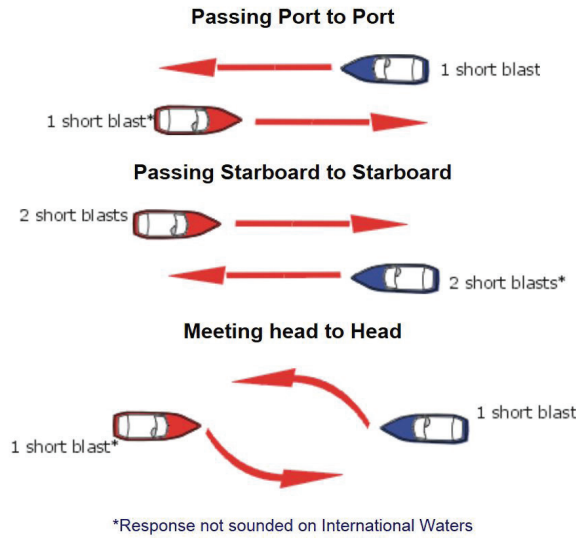 Passing Port to Port
1 short blast
1 short blast*
Passing Starboard to Starboard
2 short blasts
2 short blasts*
Meeting head to Head
1 short blast
1 short blast*
*Response not sounded on International Waters